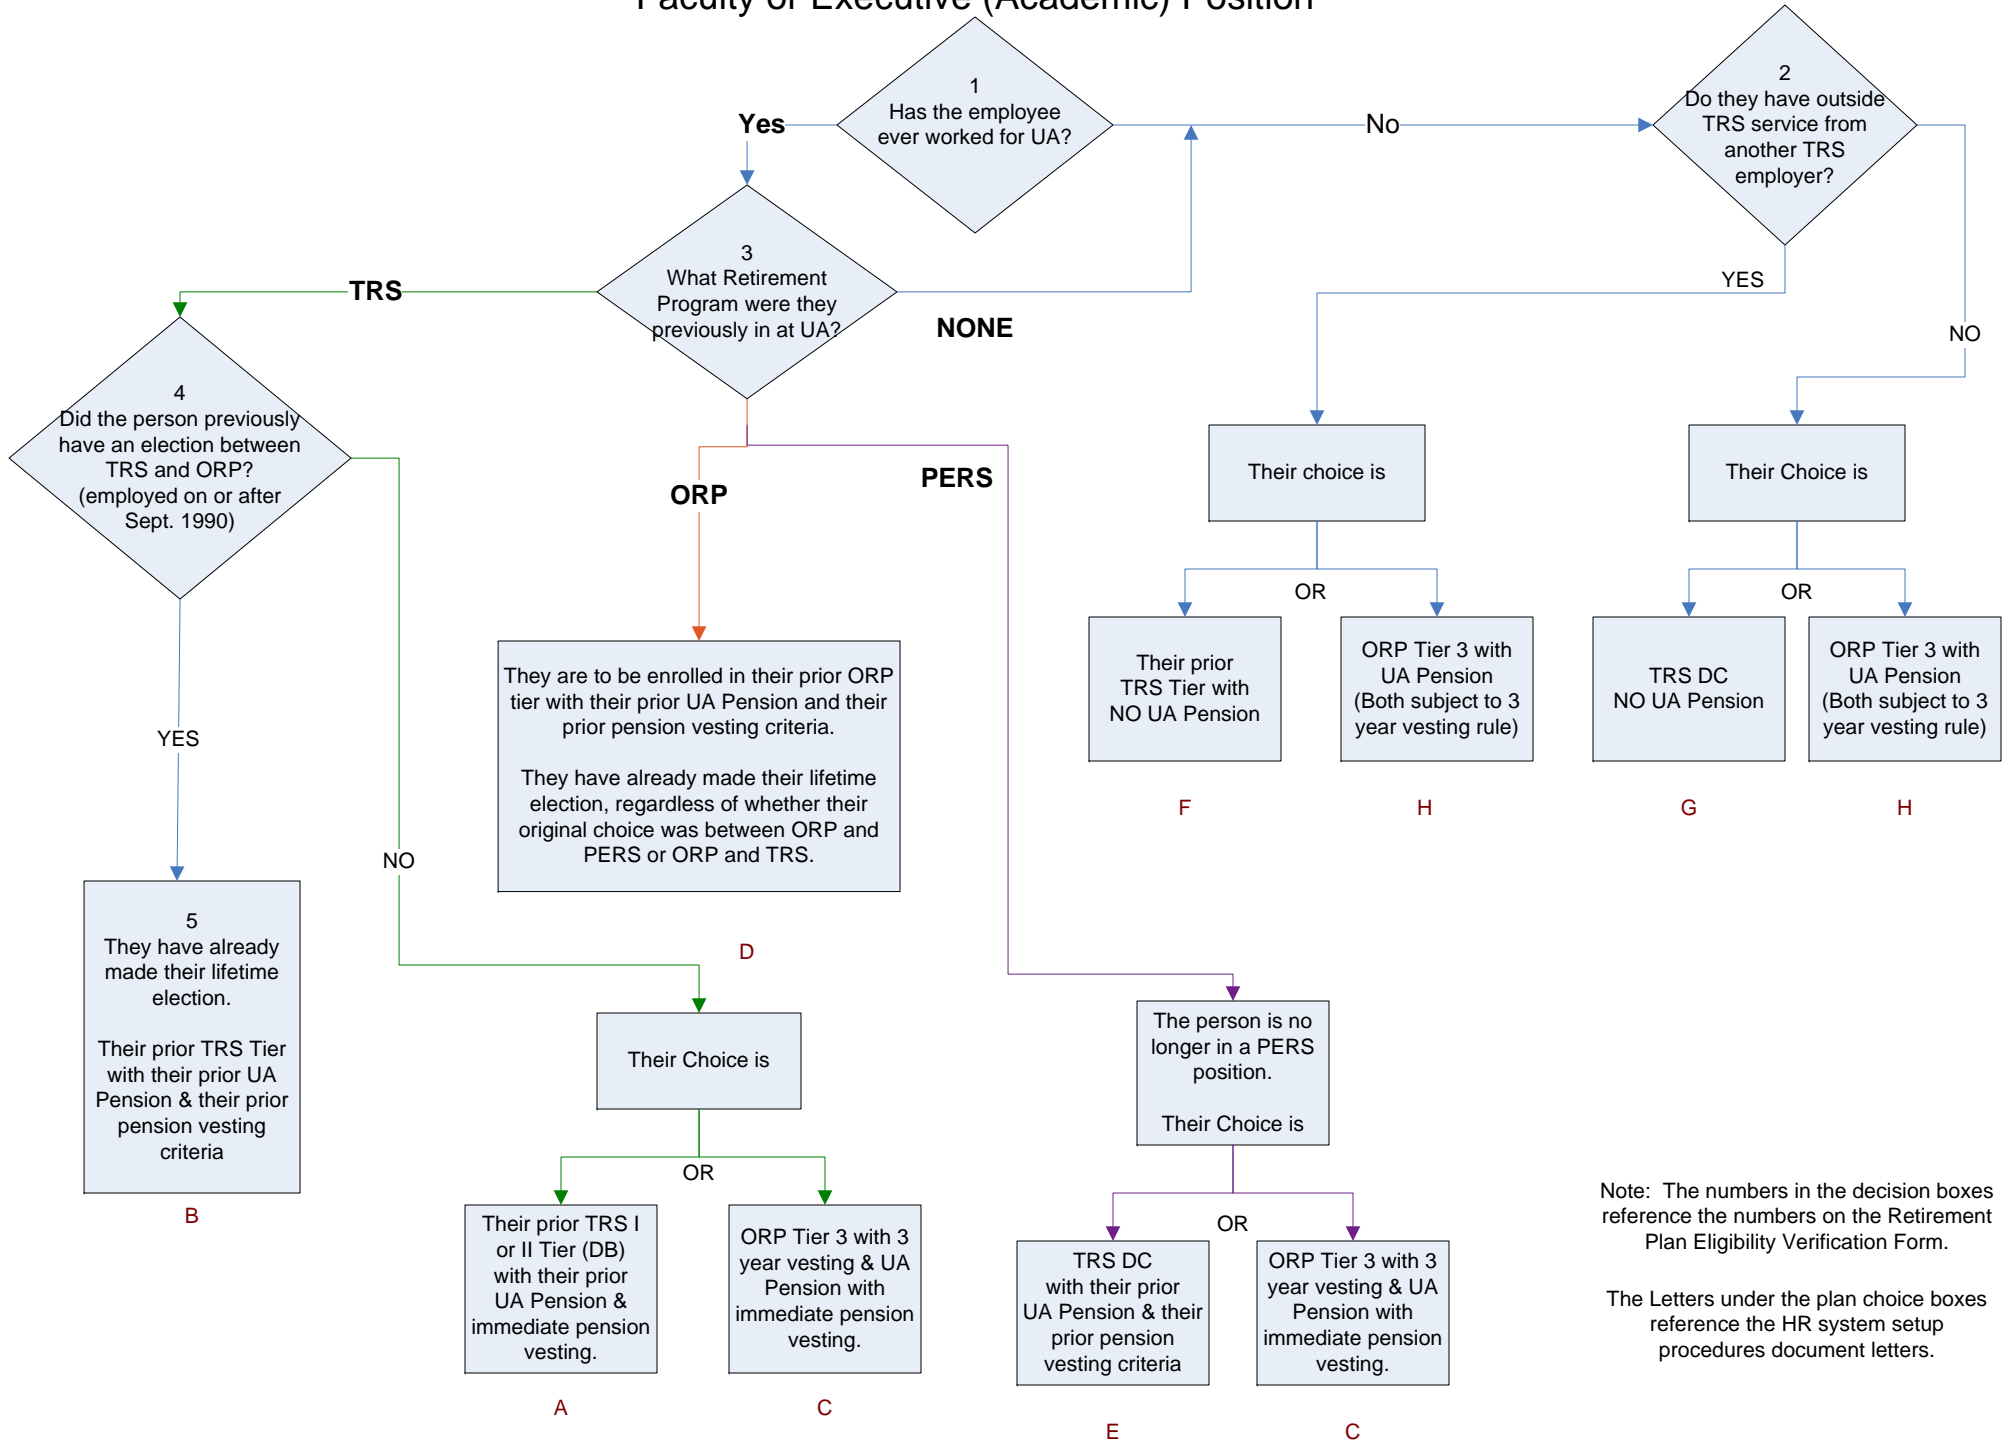 Faculty or Executive (Academic) Position
1
Has the employee
ever worked for UA?
Yes
No
2
Do they have outside
TRS service from
another TRS
employer?
3
What Retirement
Program were they
previously in at UA?
TRS
NONE
YES
NO
4
Did the person previously
have an election between
TRS and ORP?
(employed on or after
Sept. 1990)
ORP
PERS
Their choice is
OR
Their Choice is
OR
Their prior
TRS Tier with
NO UA Pension
ORP Tier 3 with
UA Pension
(Both subject to 3
year vesting rule)
TRS DC
NO UA Pension
ORP Tier 3 with
UA Pension
(Both subject to 3
year vesting rule)
F
H
G
H
They are to be enrolled in their prior ORP
tier with their prior UA Pension and their
prior pension vesting criteria.
They have already made their lifetime
election, regardless of whether their
original choice was between ORP and
PERS or ORP and TRS.
D
YES
NO
5
They have already
made their lifetime
election.
Their prior TRS Tier
with their prior UA
Pension & their prior
pension vesting
criteria
B
Their Choice is
OR
Their prior TRS I
or II Tier (DB)
with their prior
UA Pension &
immediate pension
vesting.
ORP Tier 3 with 3
year vesting & UA
Pension with
immediate pension
vesting.
A
C
The person is no
longer in a PERS
position.
Their Choice is
OR
TRS DC
with their prior
UA Pension & their
prior pension
vesting criteria
ORP Tier 3 with 3
year vesting & UA
Pension with
immediate pension
vesting.
E
C
Note: The numbers in the decision boxes
reference the numbers on the Retirement
Plan Eligibility Verification Form.
The Letters under the plan choice boxes
reference the HR system setup
procedures document letters.